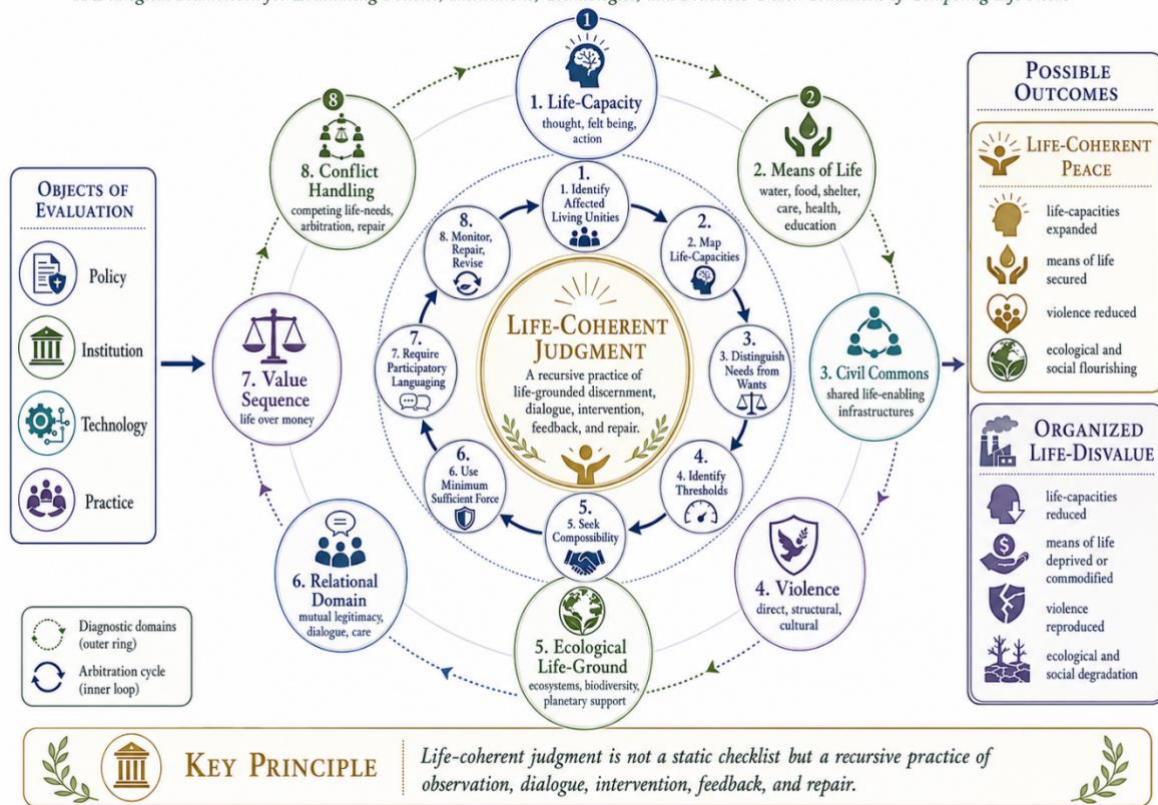 1
1. Life-Capacity
thought, felt being,
action
8
8. Conflict
Handling
competing life-needs,
arbitration, repair
2
2. Means of Life
water, food, shelter,
care, health,
education
OBJECTS OF
EVALUATION
Policy
Institution
Technology
Practice
7. Value
Sequence
life over money
3. Civil Commons
shared life-enabling
infrastructures
6. Relational
Domain
mutual legitimacy,
dialogue, care
4. Violence
direct, structural,
cultural
5. Ecological
Life-Ground
ecosystems, biodiversity,
planetary support
1.
1. Identify
Affected
Living Unities
2.
2. Map
Life-Capacities
3.
3. Distinguish
Needs from
Wants
4.
4. Identify
Thresholds
5.
5. Seek
Compossibility
6.
6. Use
Minimum
Sufficient Force
7.
7. Require
Participatory
Languaging
8.
8. Monitor,
Repair,
Revise
LIFE-COHERENT
JUDGMENT
A recursive practice of
life-grounded discernment,
dialogue, intervention,
feedback, and repair.
POSSIBLE
OUTCOMES
LIFE-COHERENT
PEACE
life-capacities
expanded
means of life
secured
violence reduced
ecological and
social flourishing
ORGANIZED
LIFE-DISVALUE
life-capacities
reduced
$
means of life
deprived or
commodified
violence
reproduced
ecological and
social degradation
Diagnostic domains
(outer ring)
Arbitration cycle
(inner loop)
KEY PRINCIPLE
Life-coherent judgment is not a static checklist but a recursive practice of
observation, dialogue, intervention, feedback, and repair.